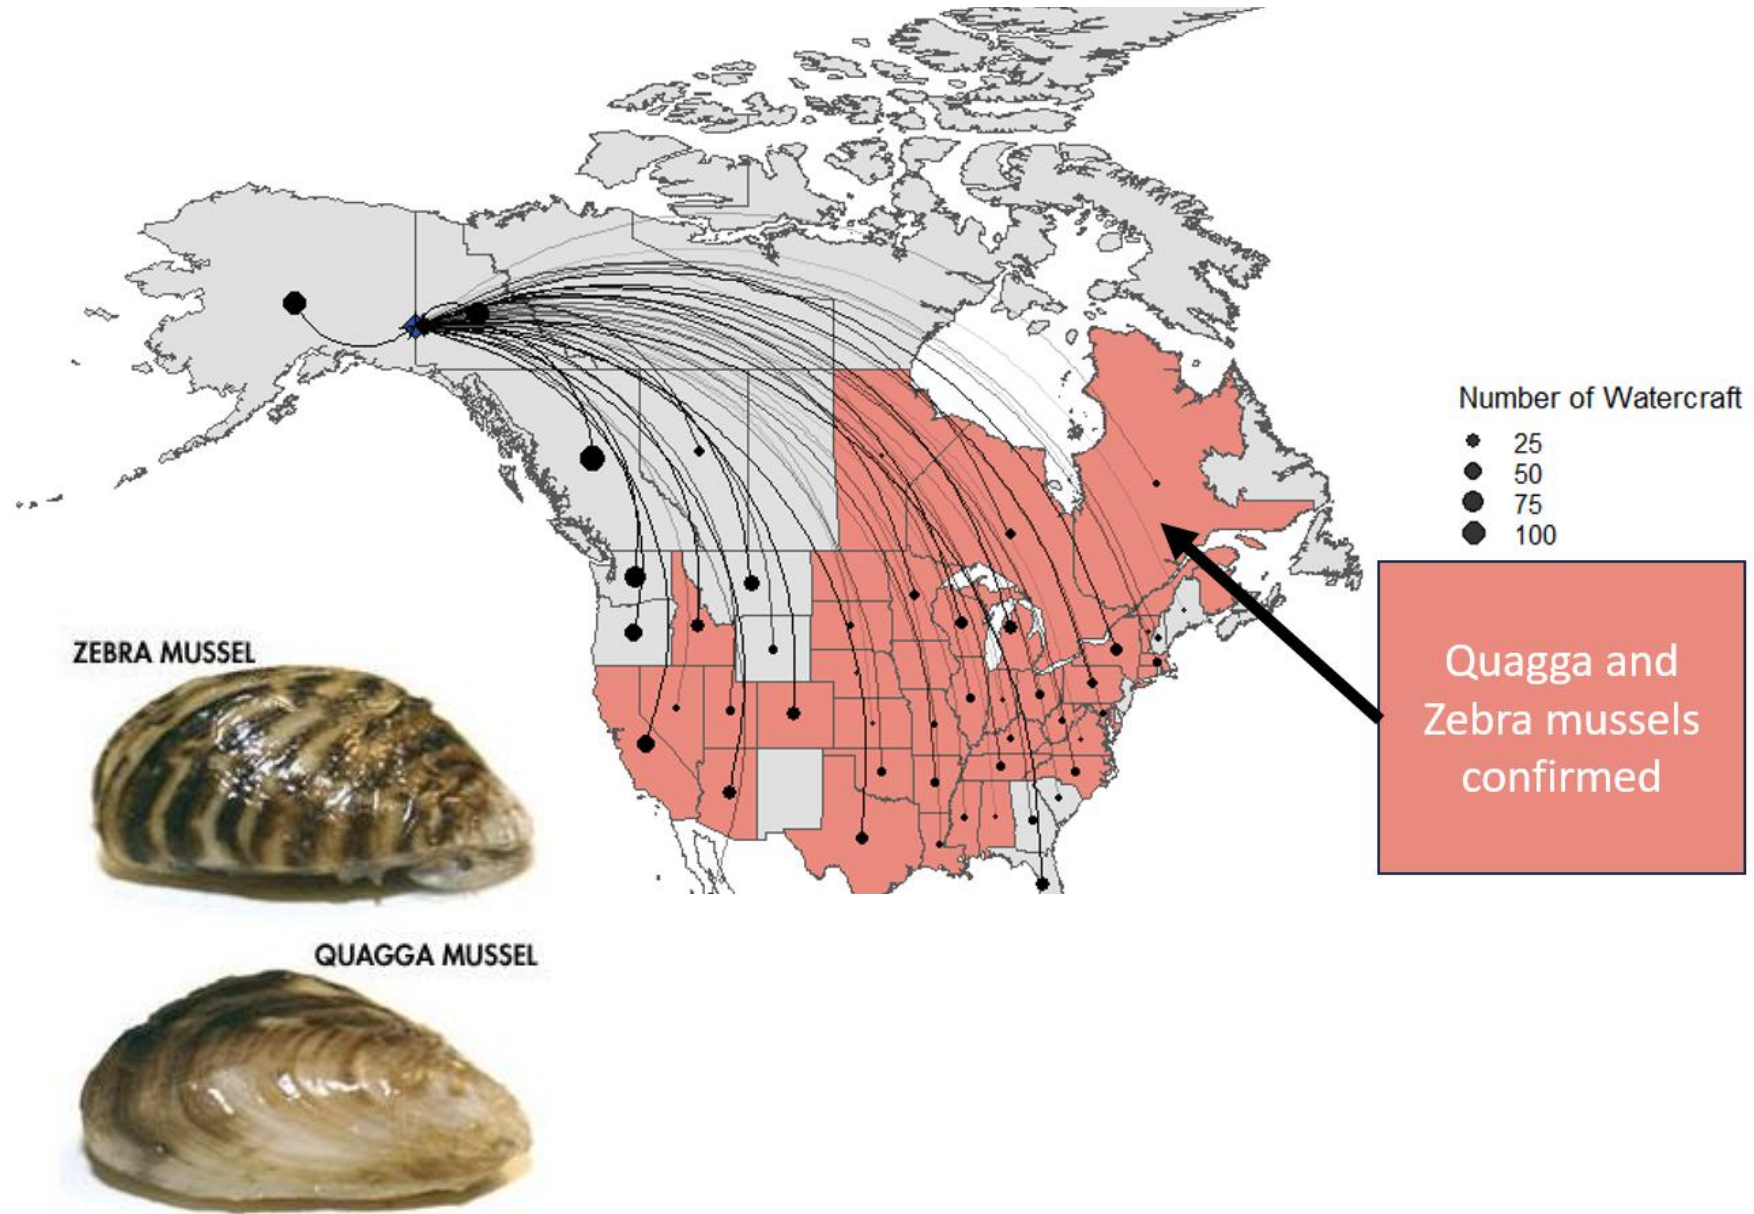 Number of Watercraft
25
50
75
100
Quagga and
Zebra mussels
confirmed
ZEBRA MUSSEL
QUAGGA MUSSEL